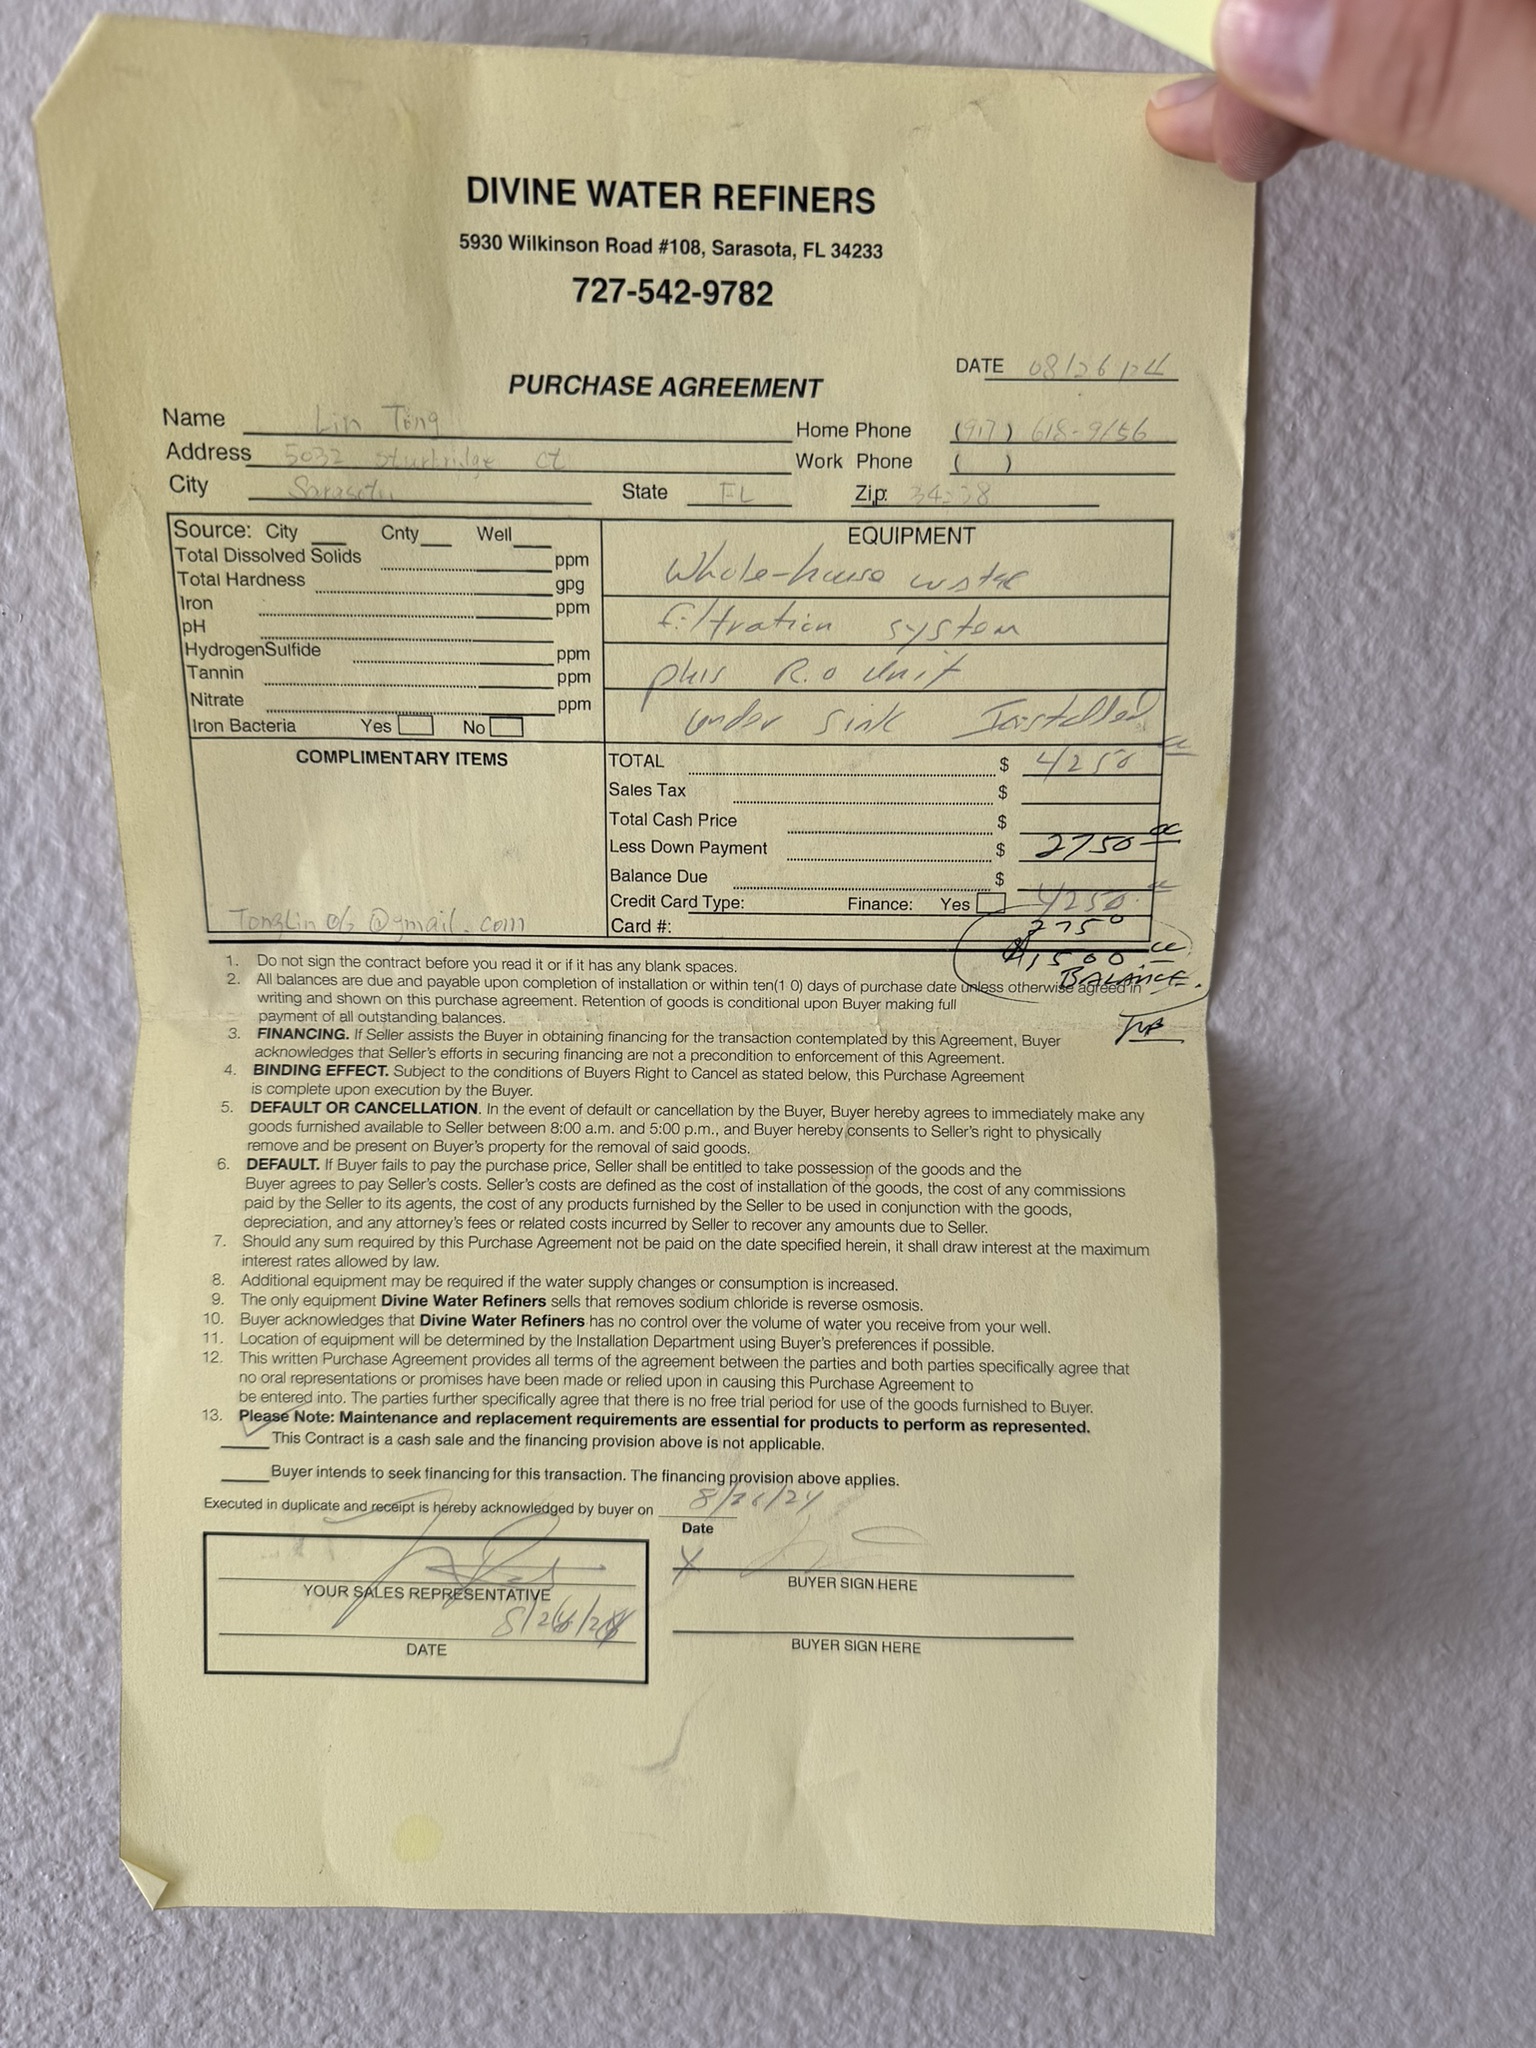 DIVINE WATER REFINERS
5930 Wilkinson Road #108, Sarasota, FL 34233
727-542-9782
DATE 08/26/24
PURCHASE AGREEMENT
Name Lin Tong
Home Phone (917) 618-9156
Address 5032 Sturbridge ct
Work Phone ( )
City Sarasota State FL Zip: 34238
Source: City Cnty Well
Total Dissolved Solids ppm
Total Hardness gpg
Iron ppm
pH
HydrogenSulfide ppm
Tannin ppm
Nitrate ppm
Iron Bacteria Yes No
EQUIPMENT
Whole-house water
filtration system
plus R.O Unit
under sink Installed
COMPLIMENTARY ITEMS
TongLin06@gmail.com
TOTAL $ 4250
Sales Tax $
Total Cash Price $
Less Down Payment $ 2750
Balance Due $
Credit Card Type: Finance: Yes 4250
Card #: 2750
$1,500
BALANCE
1. Do not sign the contract before you read it or if it has any blank spaces.
2. All balances are due and payable upon completion of installation or within ten(1 0) days of purchase date unless otherwise agreed in
writing and shown on this purchase agreement. Retention of goods is conditional upon Buyer making full
payment of all outstanding balances.
3. FINANCING. If Seller assists the Buyer in obtaining financing for the transaction contemplated by this Agreement, Buyer
acknowledges that Seller's efforts in securing financing are not a precondition to enforcement of this Agreement.
4. BINDING EFFECT. Subject to the conditions of Buyers Right to Cancel as stated below, this Purchase Agreement
is complete upon execution by the Buyer.
5. DEFAULT OR CANCELLATION. In the event of default or cancellation by the Buyer, Buyer hereby agrees to immediately make any
goods furnished available to Seller between 8:00 a.m. and 5:00 p.m., and Buyer hereby consents to Seller's right to physically
remove and be present on Buyer's property for the removal of said goods.
6. DEFAULT. If Buyer fails to pay the purchase price, Seller shall be entitled to take possession of the goods and the
Buyer agrees to pay Seller's costs. Seller's costs are defined as the cost of installation of the goods, the cost of any commissions
paid by the Seller to its agents, the cost of any products furnished by the Seller to be used in conjunction with the goods,
depreciation, and any attorney's fees or related costs incurred by Seller to recover any amounts due to Seller.
7. Should any sum required by this Purchase Agreement not be paid on the date specified herein, it shall draw interest at the maximum
interest rates allowed by law.
8. Additional equipment may be required if the water supply changes or consumption is increased.
9. The only equipment Divine Water Refiners sells that removes sodium chloride is reverse osmosis.
10. Buyer acknowledges that Divine Water Refiners has no control over the volume of water you receive from your well.
11. Location of equipment will be determined by the Installation Department using Buyer's preferences if possible.
12. This written Purchase Agreement provides all terms of the agreement between the parties and both parties specifically agree that
no oral representations or promises have been made or relied upon in causing this Purchase Agreement to
be entered into. The parties further specifically agree that there is no free trial period for use of the goods furnished to Buyer.
13. Please Note: Maintenance and replacement requirements are essential for products to perform as represented.
This Contract is a cash sale and the financing provision above is not applicable.
Buyer intends to seek financing for this transaction. The financing provision above applies.
Executed in duplicate and receipt is hereby acknowledged by buyer on 8/26/24
Date
YOUR SALES REPRESENTATIVE
8/26/24
DATE
X
BUYER SIGN HERE
BUYER SIGN HERE